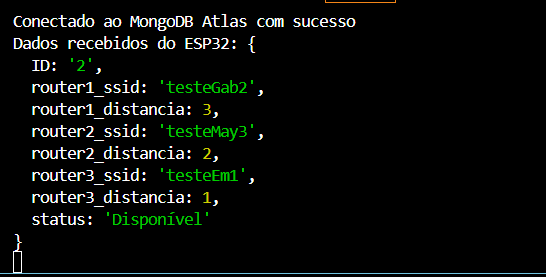 Conectado ao MongoDB Atlas com sucesso
Dados recebidos do ESP32: {
  ID: '2',
  router1_ssid: 'testeGab2',
  router1_distancia: 3,
  router2_ssid: 'testeMay3',
  router2_distancia: 2,
  router3_ssid: 'testeEm1',
  router3_distancia: 1,
  status: 'Disponível'
}